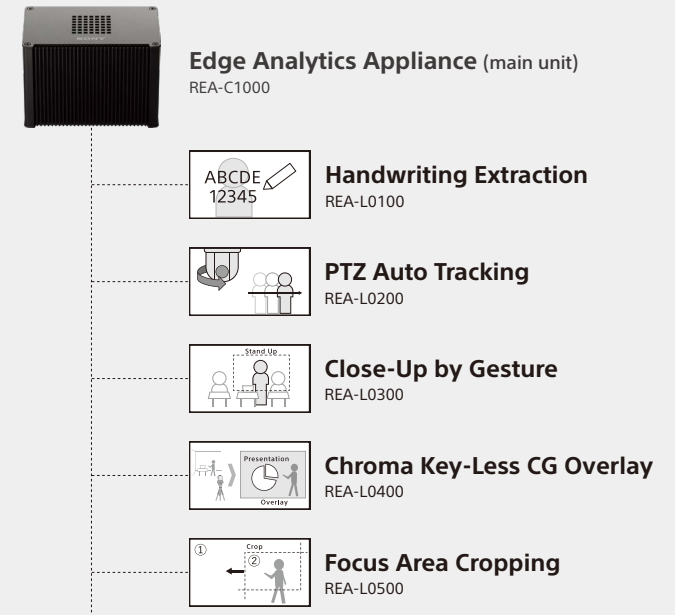 SONY
Edge Analytics Appliance (main unit)
REA-C1000
ABCDE
12345
Handwriting Extraction
REA-L0100
PTZ Auto Tracking
REA-L0200
Stand Up
Close-Up by Gesture
REA-L0300
Presentation
Overlay
Chroma Key-Less CG Overlay
REA-L0400
① Crop
②
Focus Area Cropping
REA-L0500